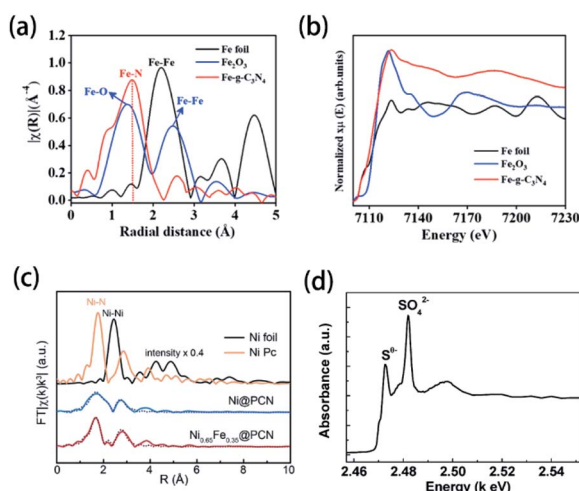 (a)
Fe-Fe
Fe foil
Fe₂O₃
Fe-g-C₃N₄
Fe-N
Fe-O
Fe-Fe
|χ(R)|(Å⁻⁴)
1.2
1.0
0.8
0.6
0.4
0.2
0.0
0 1 2 3 4 5
Radial distance (Å)
(b)
Normalized xμ (E) (arb.units)
Fe foil
Fe₂O₃
Fe-g-C₃N₄
7110 7140 7170 7200 7230
Energy (eV)
(c)
Ni-N
Ni-Ni
Ni foil
Ni Pc
intensity x 0.4
Ni@PCN
Ni₀.₆₅Fe₀.₃₅@PCN
FT|χ(k)k³| (a.u.)
0 2 4 6 8 10
R (Å)
(d)
SO₄²⁻
S⁰⁻
Absorbance (a.u.)
2.46 2.48 2.50 2.52 2.54
Energy (k eV)